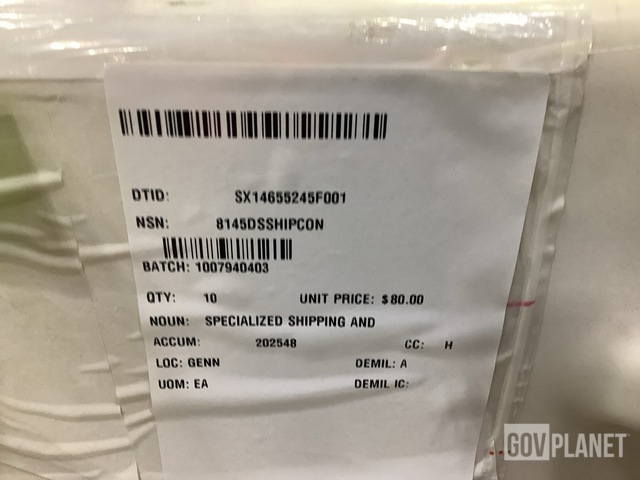 DTID: SX14655245F001
NSN: 8145DSSHIPCON
BATCH: 1007940403
QTY: 10 UNIT PRICE: $80.00
NOUN: SPECIALIZED SHIPPING AND
ACCUM: 202548 CC: H
LOC: GENN DEMIL: A
UOM: EA DEMIL IC:
GOVPLANET